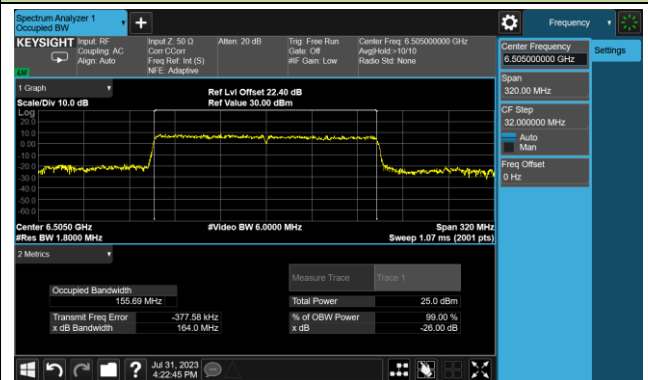 Spectrum Analyzer 1
Occupied BW
+
Frequency
KEYSIGHT
Input: RF
Coupling: AC
Align: Auto
Input Z: 50 Ω
Corr CCorr
Freq Ref: Int (S)
NFE: Adaptive
Atten: 20 dB
Trig: Free Run
Gate: Off
#IF Gain: Low
Center Freq: 6.505000000 GHz
Avg|Hold:>10/10
Radio Std: None
Center Frequency
6.505000000 GHz
Settings
Span
320.00 MHz
CF Step
32.000000 MHz
Auto
Man
Freq Offset
0 Hz
1 Graph
Scale/Div 10.0 dB
Ref Lvl Offset 22.40 dB
Ref Value 30.00 dBm
Log
20.0
10.0
0.00
-10.0
-20.0
-30.0
-40.0
-50.0
-60.0
Center 6.5050 GHz
#Video BW 6.0000 MHz
Span 320 MHz
#Res BW 1.8000 MHz
Sweep 1.07 ms (2001 pts)
2 Metrics
Measure Trace
Trace 1
Occupied Bandwidth
155.69 MHz
Total Power
25.0 dBm
Transmit Freq Error
-377.58 kHz
% of OBW Power
99.00 %
x dB Bandwidth
164.0 MHz
x dB
-26.00 dB
?
Jul 31, 2023
4:22:45 PM